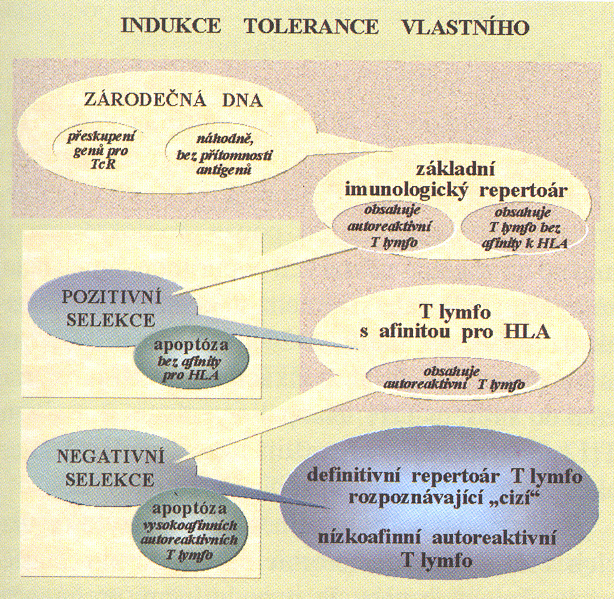 INDUKCE TOLERANCE VLASTNÍHO
ZÁRODEČNÁ DNA
přeskupení
genů pro
TcR
náhodně,
bez přítomnosti
antigenů
základní
imunologický repertoár
obsahuje
autoreaktivní
T lymfo
obsahuje
T lymfo bez
afinity k HLA
POZITIVNÍ
SELEKCE
apoptóza
bez afinity
pro HLA
T lymfo
s afinitou pro HLA
obsahuje
autoreaktivní T lymfo
NEGATIVNÍ
SELEKCE
apoptóza
vysokoafinních
autoreaktivních
T lymfo
definitivní repertoár T lymfo
rozpoznávající „cizí“
nízkoafinní autoreaktivní
T lymfo